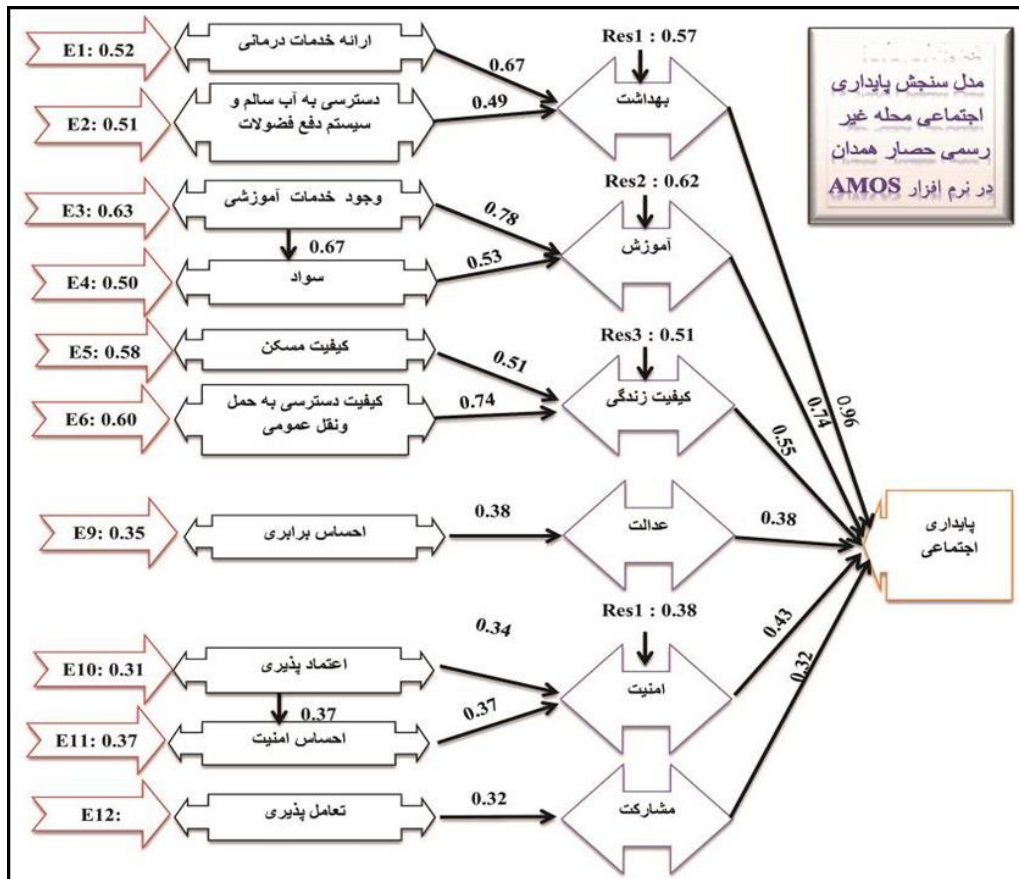 E1: 0.52
ارائه خدمات درمانی
0.67
Res1 : 0.57
بهداشت
E2: 0.51
دسترسی به آب سالم و
سیستم دفع فضولات
0.49
مدل سنجش پایداری
اجتماعی محله غیر
رسمی حصار همدان
در نرم افزار AMOS
E3: 0.63
وجود خدمات آموزشی
0.78
Res2 : 0.62
آموزش
0.67
E4: 0.50
سواد
0.53
E5: 0.58
کیفیت مسکن
0.51
Res3 : 0.51
کیفیت زندگی
E6: 0.60
کیفیت دسترسی به حمل
ونقل عمومی
0.74
0.96
0.74
0.55
E9: 0.35
احساس برابری
0.38
عدالت
0.38
پایداری
اجتماعی
E10: 0.31
اعتماد پذیری
0.34
Res1 : 0.38
امنیت
0.43
0.37
E11: 0.37
احساس امنیت
0.37
0.32
E12:
تعامل پذیری
0.32
مشارکت